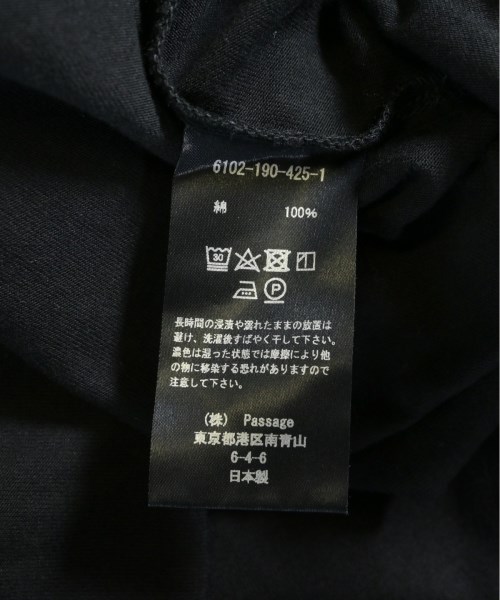 6102-190-425-1
綿 100%
30
P
長時間の浸漬や濡れたままの放置は
避け、洗濯後すばやく干して下さい。
濃色は湿った状態では摩擦により他
の物に移染する恐れがありますので
注意して下さい。
(株) Passage
東京都港区南青山
6-4-6
日本製